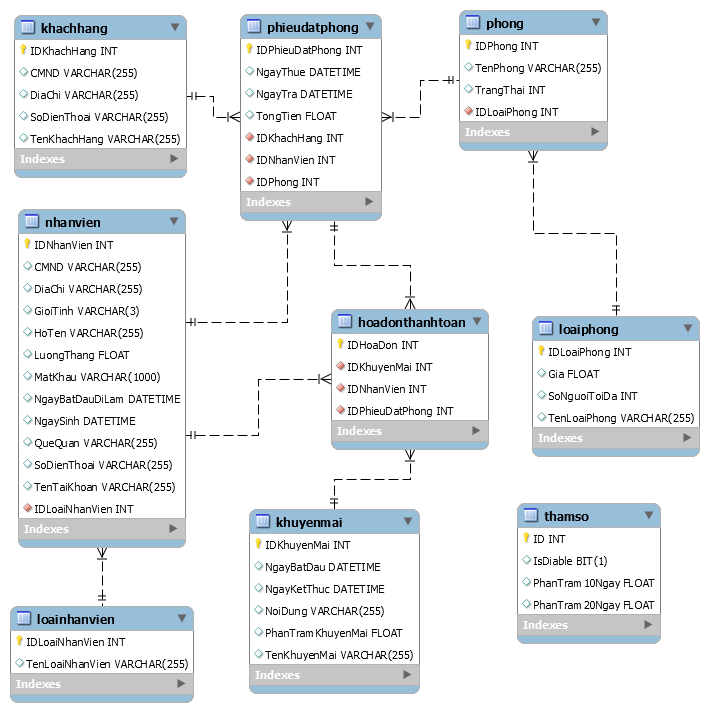 khachhang
IDKhachHang INT
CMND VARCHAR(255)
DiaChi VARCHAR(255)
SoDienThoai VARCHAR(255)
TenKhachHang VARCHAR(255)
Indexes
phieudatphong
IDPhieuDatPhong INT
NgayThue DATETIME
NgayTra DATETIME
TongTien FLOAT
IDKhachHang INT
IDNhanVien INT
IDPhong INT
Indexes
phong
IDPhong INT
TenPhong VARCHAR(255)
TrangThai INT
IDLoaiPhong INT
Indexes
nhanvien
IDNhanVien INT
CMND VARCHAR(255)
DiaChi VARCHAR(255)
GioiTinh VARCHAR(3)
HoTen VARCHAR(255)
LuongThang FLOAT
MatKhau VARCHAR(1000)
NgayBatDauDiLam DATETIME
NgaySinh DATETIME
QueQuan VARCHAR(255)
SoDienThoai VARCHAR(255)
TenTaiKhoan VARCHAR(255)
IDLoaiNhanVien INT
Indexes
hoadonthanhtoan
IDHoaDon INT
IDKhuyenMai INT
IDNhanVien INT
IDPhieuDatPhong INT
Indexes
loaiphong
IDLoaiPhong INT
Gia FLOAT
SoNguoiToiDa INT
TenLoaiPhong VARCHAR(255)
Indexes
loainhanvien
IDLoaiNhanVien INT
TenLoaiNhanVien VARCHAR(255)
Indexes
khuyenmai
IDKhuyenMai INT
NgayBatDau DATETIME
NgayKetThuc DATETIME
NoiDung VARCHAR(255)
PhanTramKhuyenMai FLOAT
TenKhuyenMai VARCHAR(255)
Indexes
thamso
ID INT
IsDiable BIT(1)
PhanTram10Ngay FLOAT
PhanTram20Ngay FLOAT
Indexes